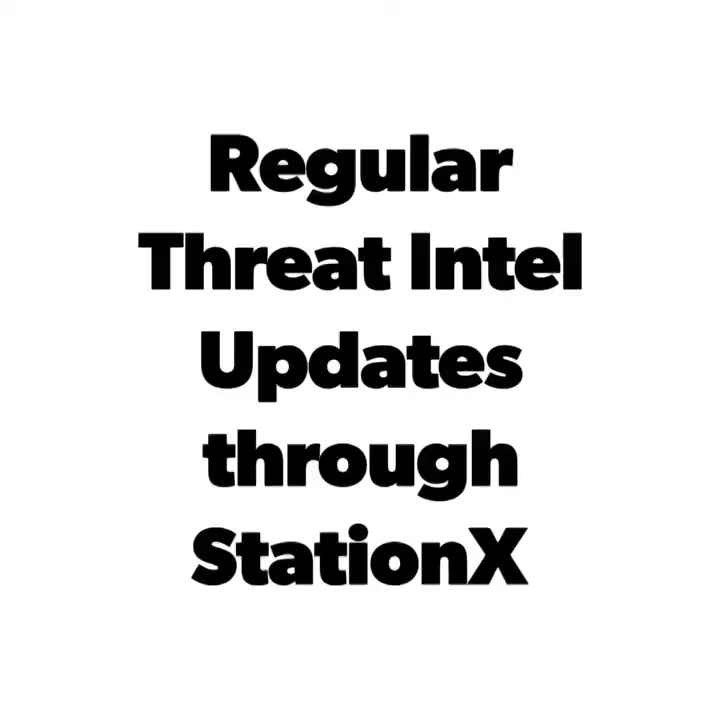 Regular
Threat Intel
Updates
through
StationX